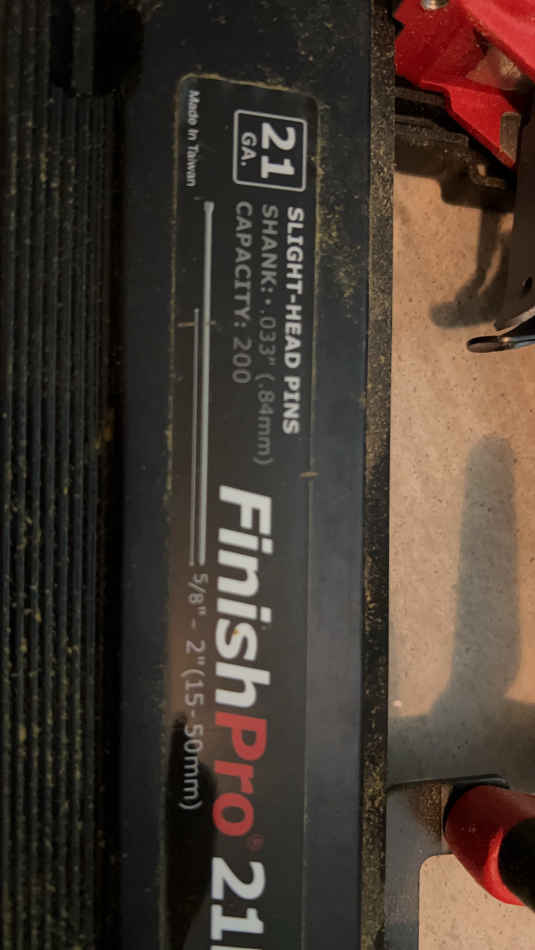 21
GA.
SLIGHT-HEAD PINS
SHANK: .033" (.84mm)
CAPACITY: 200
Made In Taiwan
FinishPro® 21
5/8" - 2" (15-50mm)